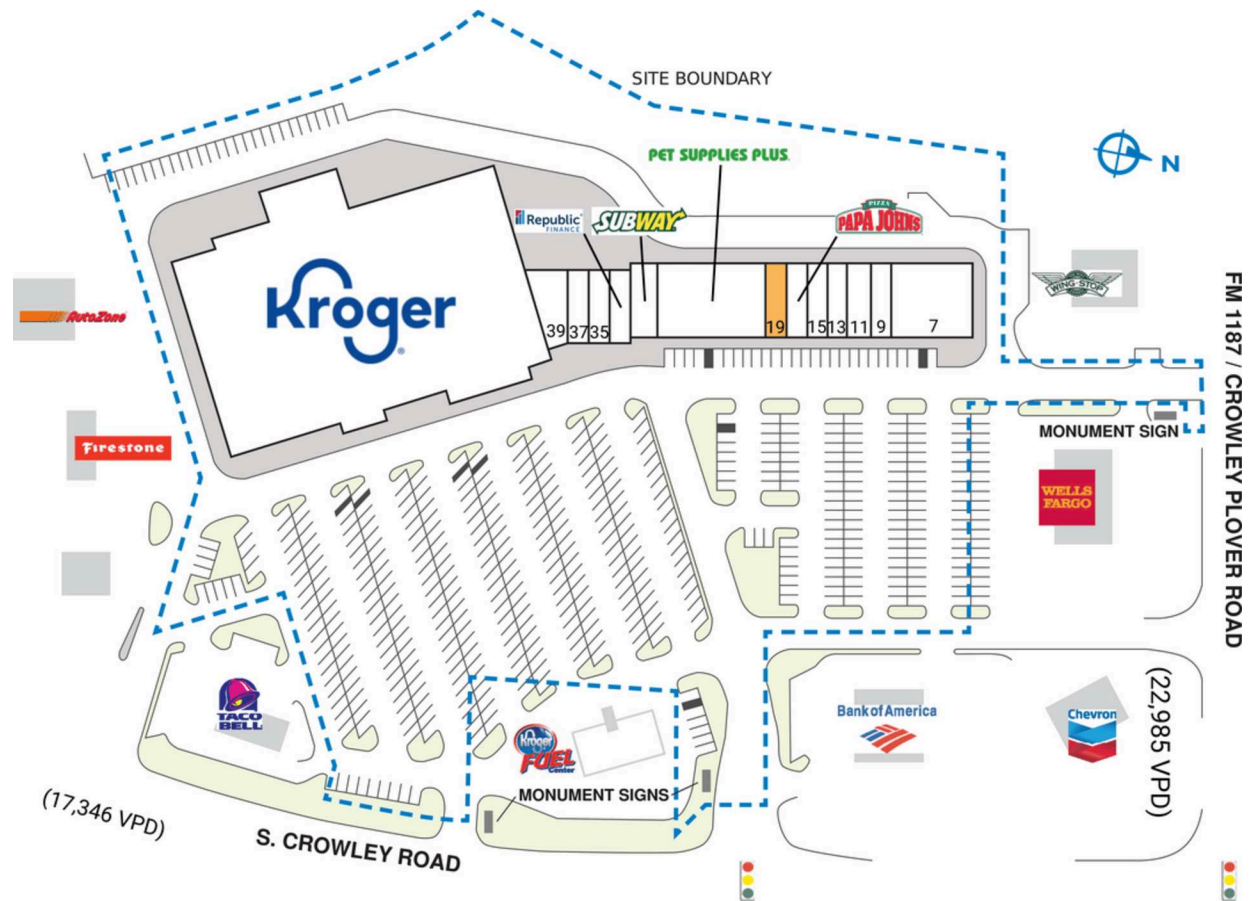 SITE BOUNDARY
PET SUPPLIES PLUS.
N
Republic
FINANCE
SUBWAY
PIZZA
PAPA JOHNS
WING STOP
Kroger
AutoZone
39
37
35
19
15
13
11
9
7
FM 1187 / CROWLEY PLOVER ROAD
(22,985 VPD)
MONUMENT SIGN
Firestone
WELLS
FARGO
TACO
BELL
Bank of America
Chevron
Kroger
FUEL
Center
MONUMENT SIGNS
(17,346 VPD)
S. CROWLEY ROAD